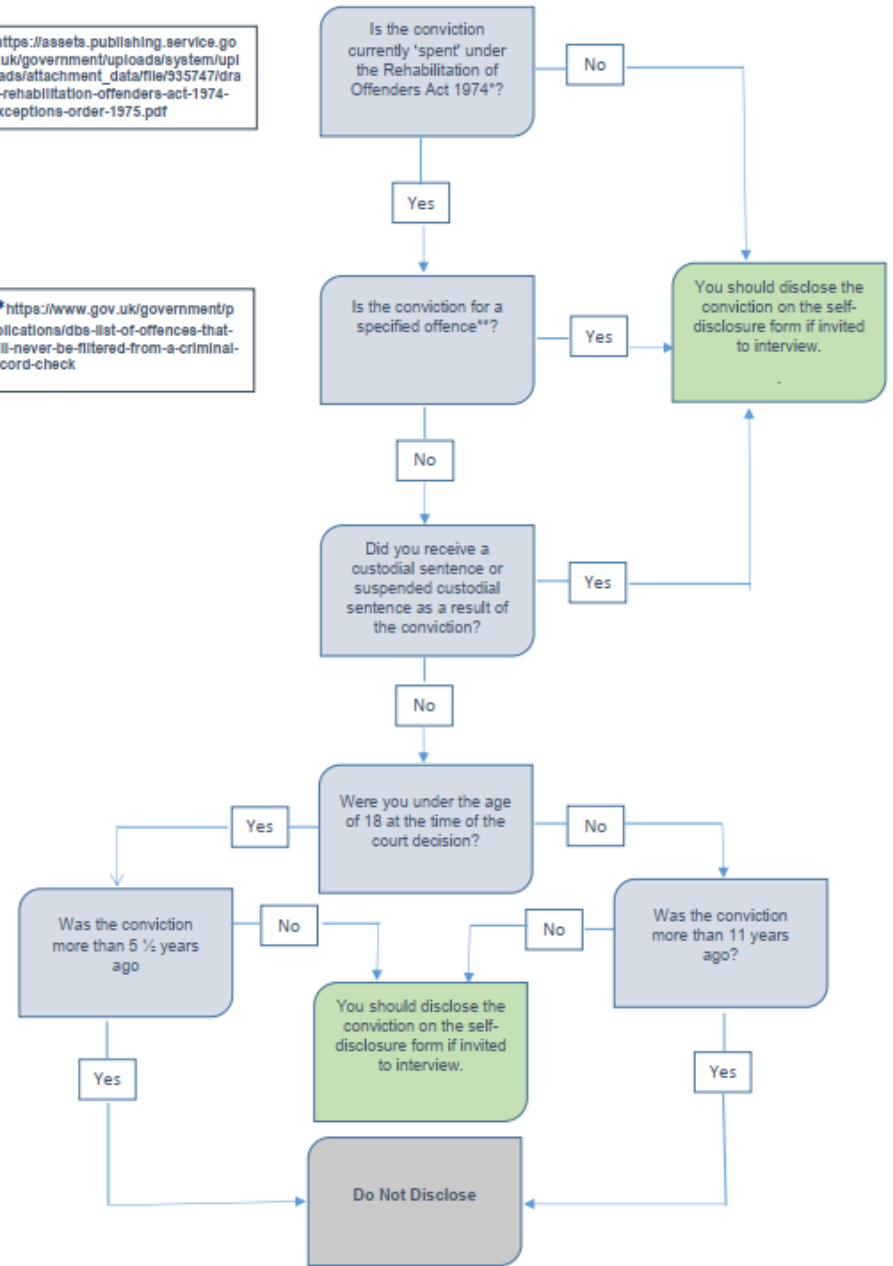 Is the conviction
currently 'spent' under
the Rehabilitation of
Offenders Act 1974*?
No
ttps://assets.publishing.service.go
uk/government/uploads/system/upl
ads/attachment_data/file/935747/dra
-rehabilitation-offenders-act-1974-
xceptions-order-1975.pdf
Yes
Is the conviction for a
specified offence**?
Yes
You should disclose the
conviction on the self-
disclosure form if invited
to interview.
.
*https://www.gov.uk/government/p
blications/dbs-list-of-offences-that-
ill-never-be-filtered-from-a-criminal-
cord-check
No
Did you receive a
custodial sentence or
suspended custodial
sentence as a result of
the conviction?
Yes
No
Were you under the age
of 18 at the time of the
court decision?
Yes
No
Was the conviction
more than 5 ½ years
ago
No
Was the conviction
more than 11 years
ago?
No
You should disclose the
conviction on the self-
disclosure form if invited
to interview.
Yes
Yes
Do Not Disclose